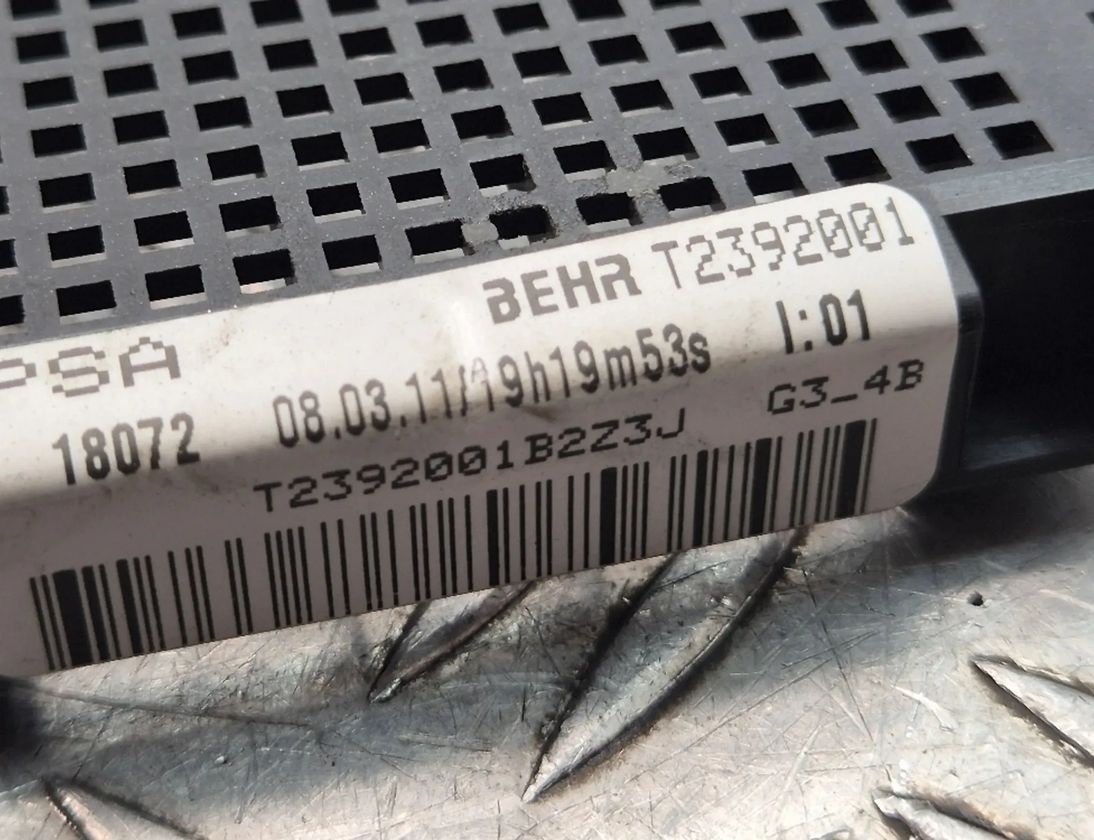 PSA BEHR T2392001
18072 08.03.11/19h19m53s I:01
T2392001B2Z3J G3_4B